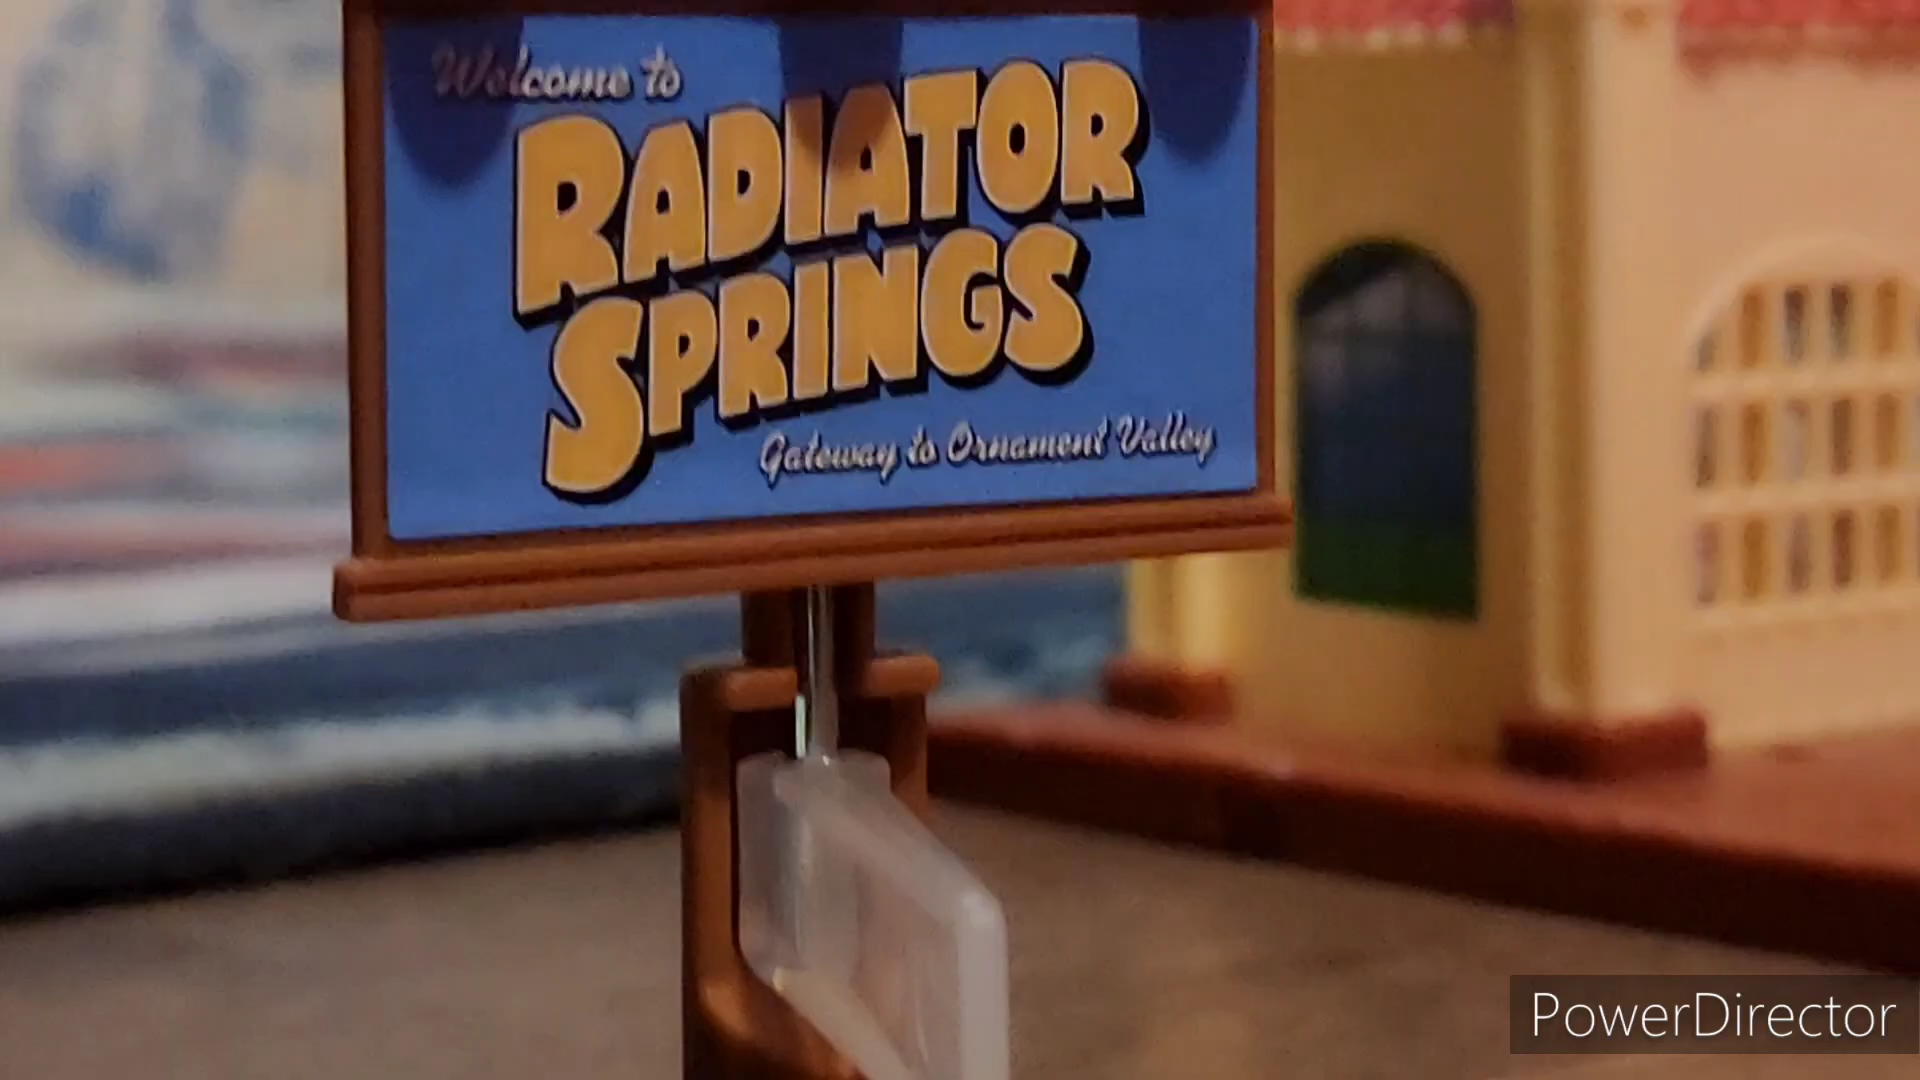 Welcome to
RADIATOR
SPRINGS
Gateway to Ornament Valley
PowerDirector